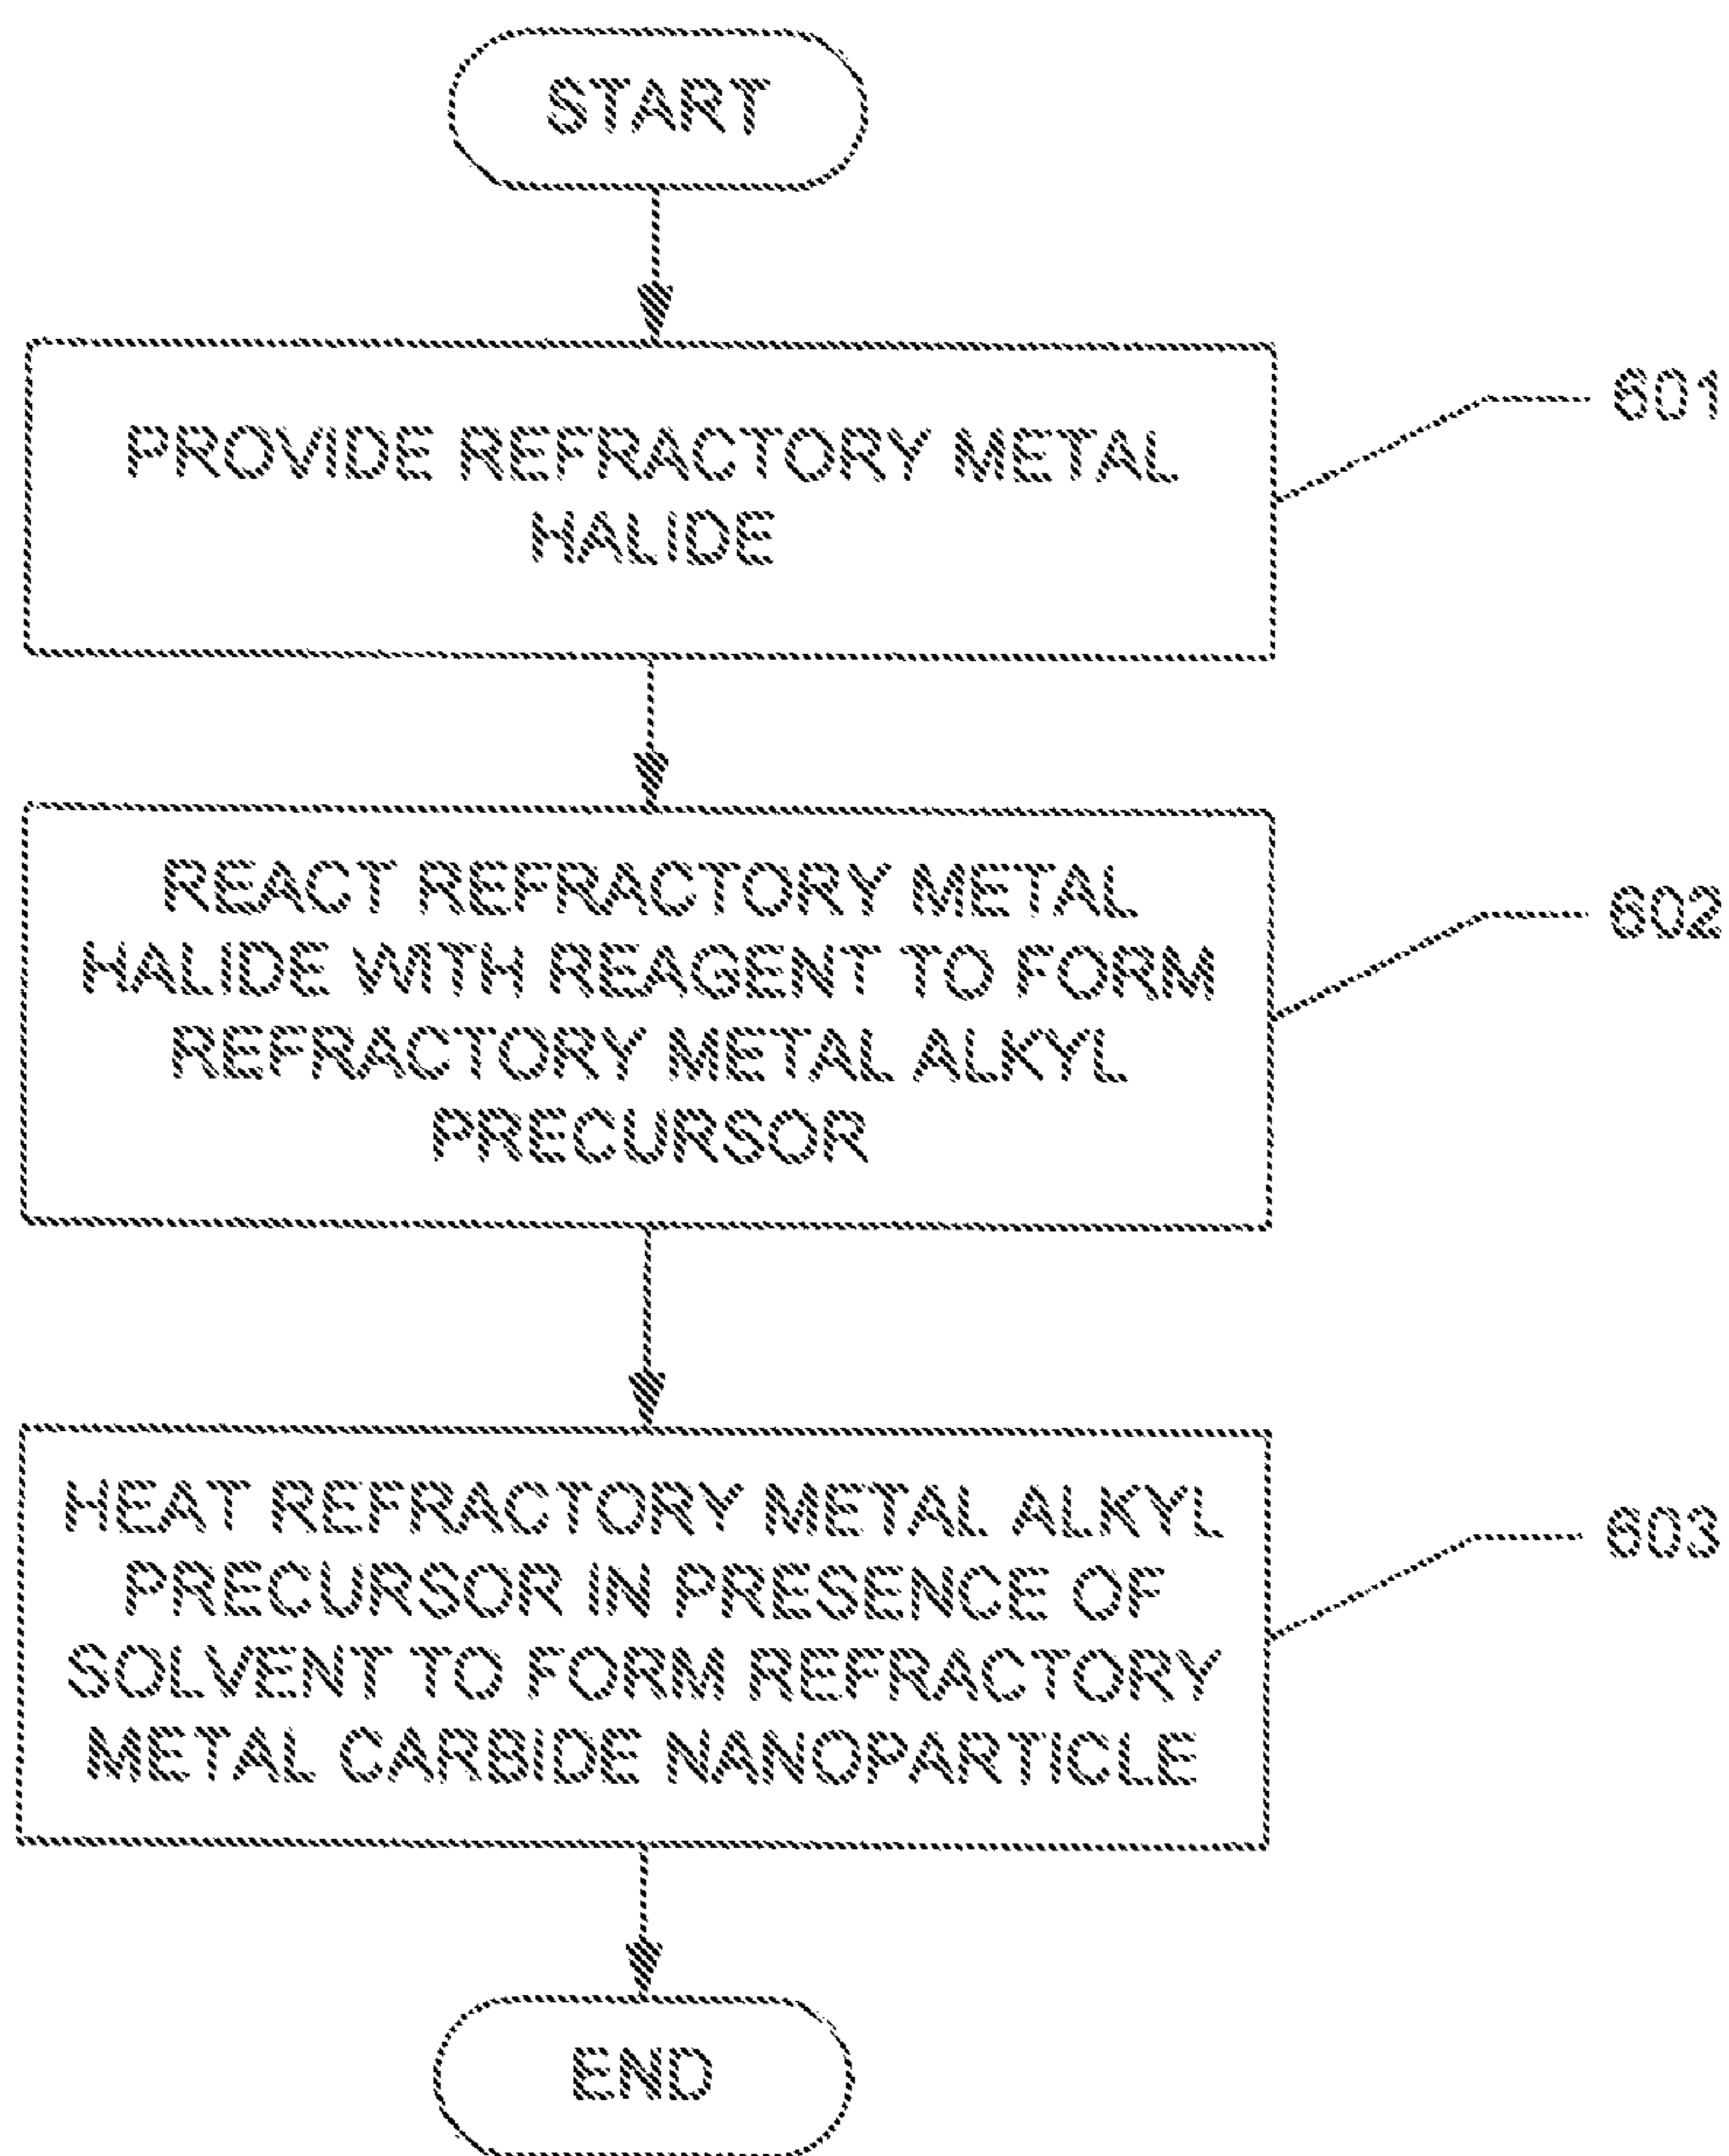 START
PROVIDE REFRACTORY METAL
HALIDE
601
REACT REFRACTORY METAL
HALIDE WITH REAGENT TO FORM
REFRACTORY METAL ALKYL
PRECURSOR
602
HEAT REFRACTORY METAL ALKYL
PRECURSOR IN PRESENCE OF
SOLVENT TO FORM REFRACTORY
METAL CARBIDE NANOPARTICLE
603
END